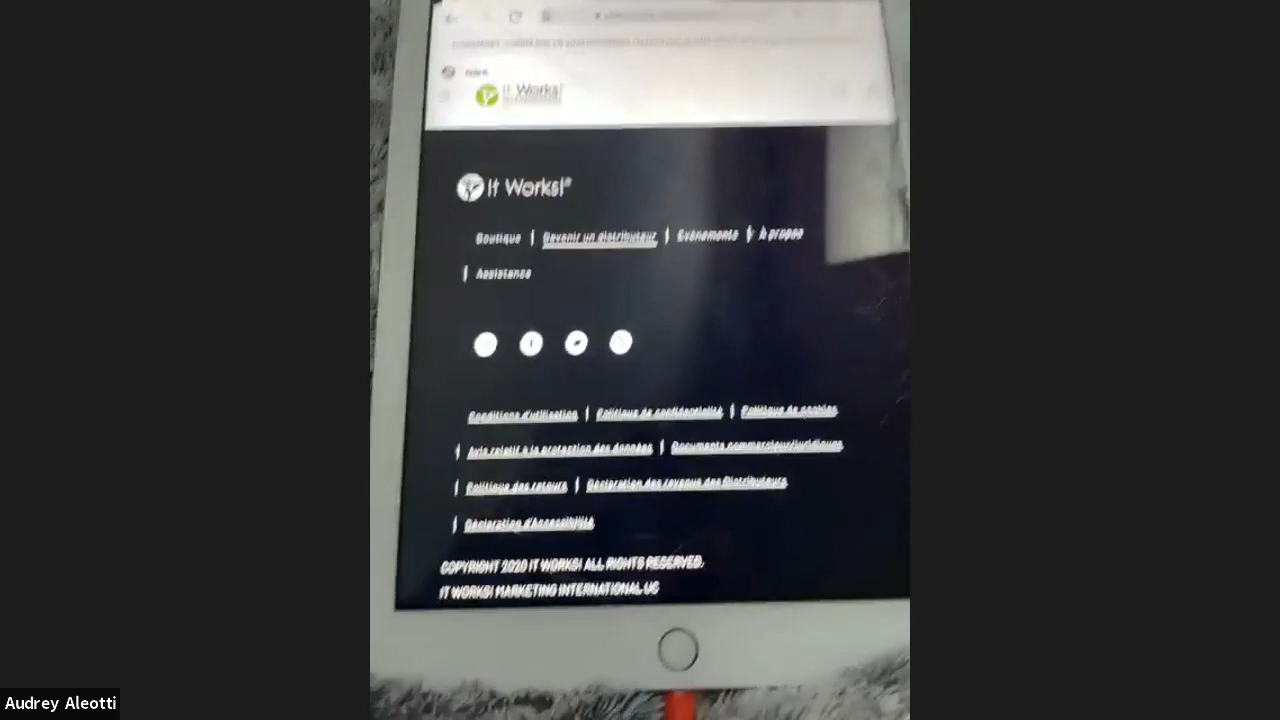 It Works!
It Works!®
Boutique | Devenir un distributeur | Evénements | À propos
| Assistance
Conditions d'utilisation | Politique de confidentialité | Politique de cookies
| Avis relatif à la protection des données | Documents commerciaux/juridiques
| Politique des retours | Déclaration des revenus des Distributeurs
| Déclaration d'Accessibilité
COPYRIGHT 2020 IT WORKS! ALL RIGHTS RESERVED.
IT WORKS! MARKETING INTERNATIONAL UC
Audrey Aleotti